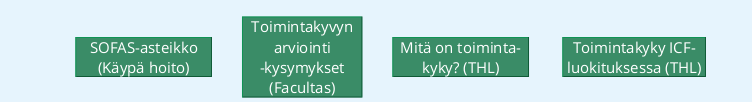 SOFAS-asteikko
(Käypä hoito)
Toimintakyvyn
arviointi
-kysymykset
(Facultas)
Mitä on toiminta-
kyky? (THL)
Toimintakyky ICF-
luokituksessa (THL)